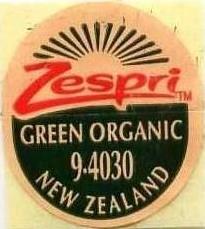 Zespri™
GREEN ORGANIC
9-4030
NEW ZEALAND